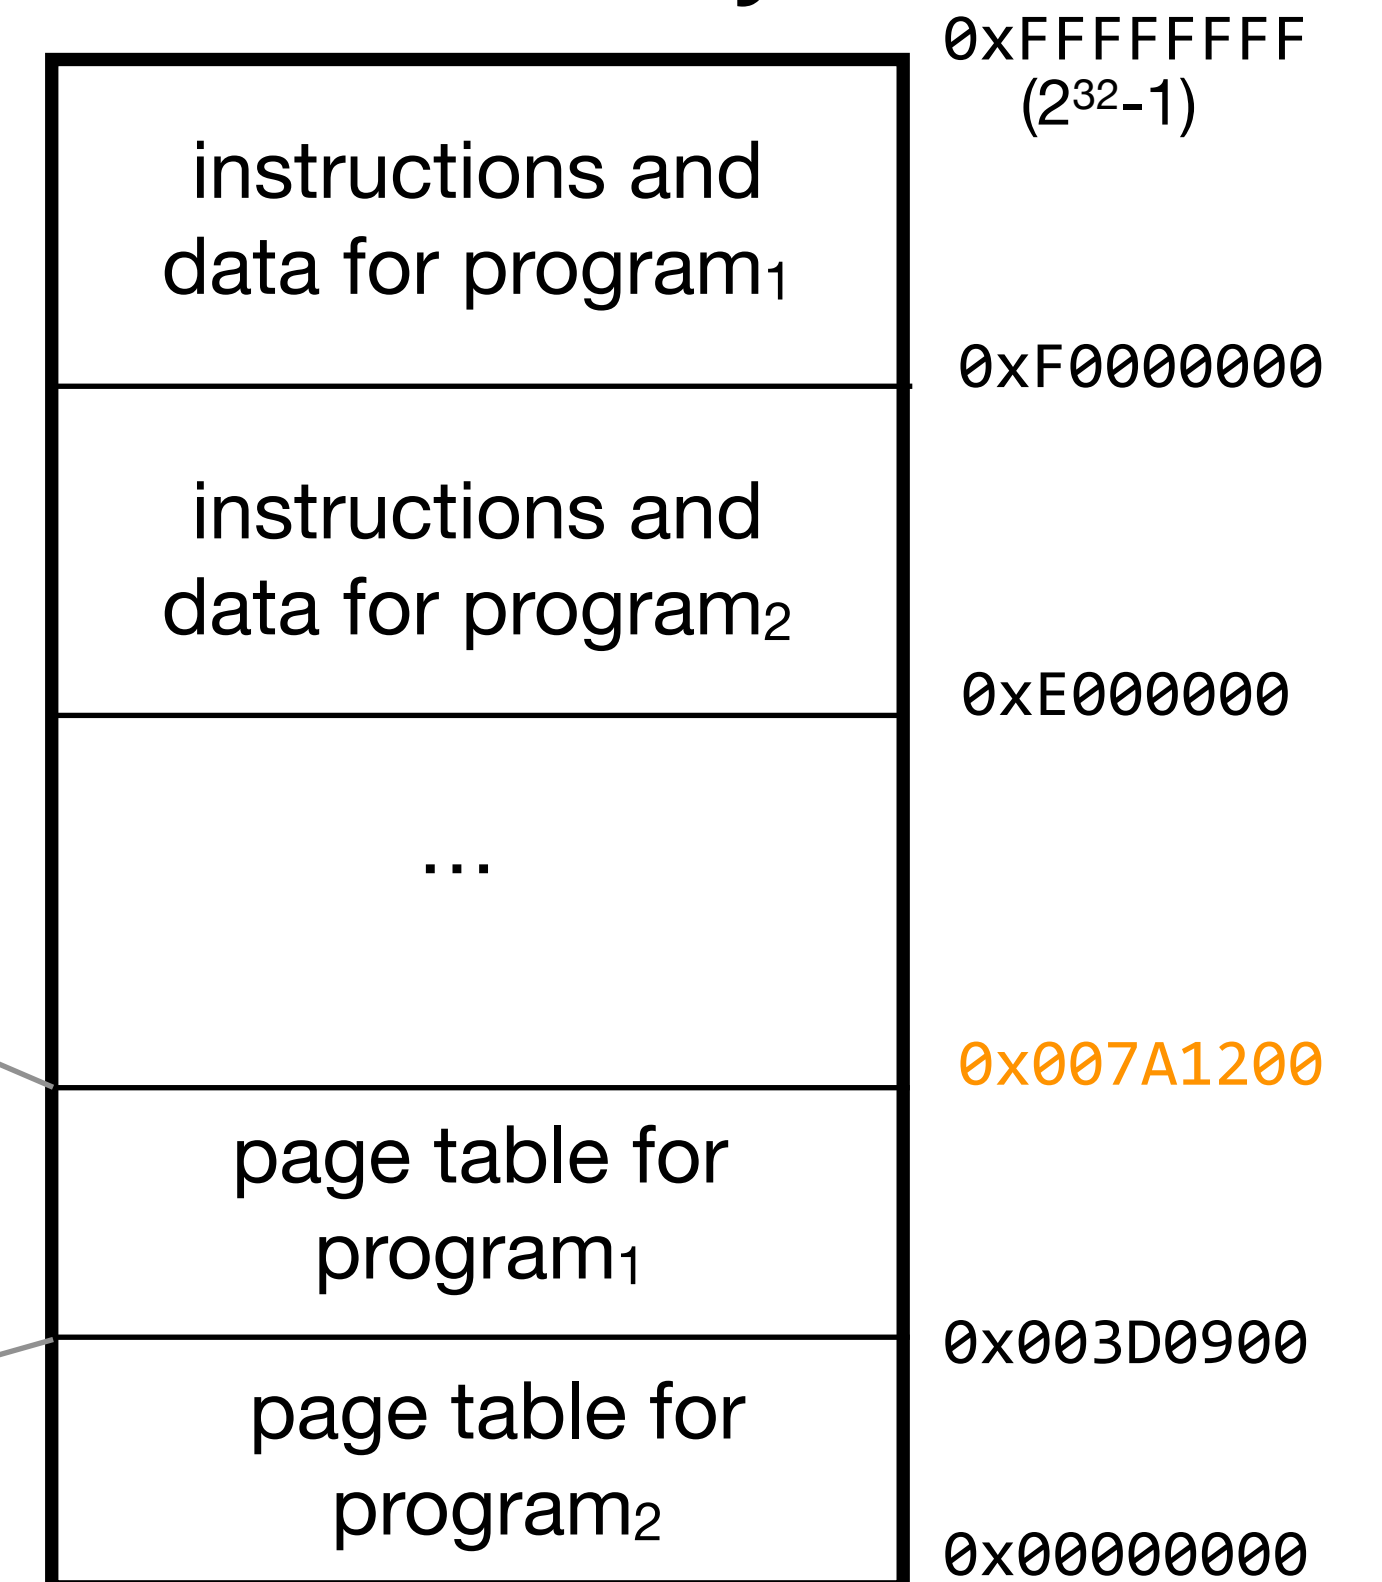 0xFFFFFFFF
(2³²-1)
instructions and
data for program₁
0xF0000000
instructions and
data for program₂
0xE000000
...
0x007A1200
page table for
program₁
0x003D0900
page table for
program₂
0x00000000